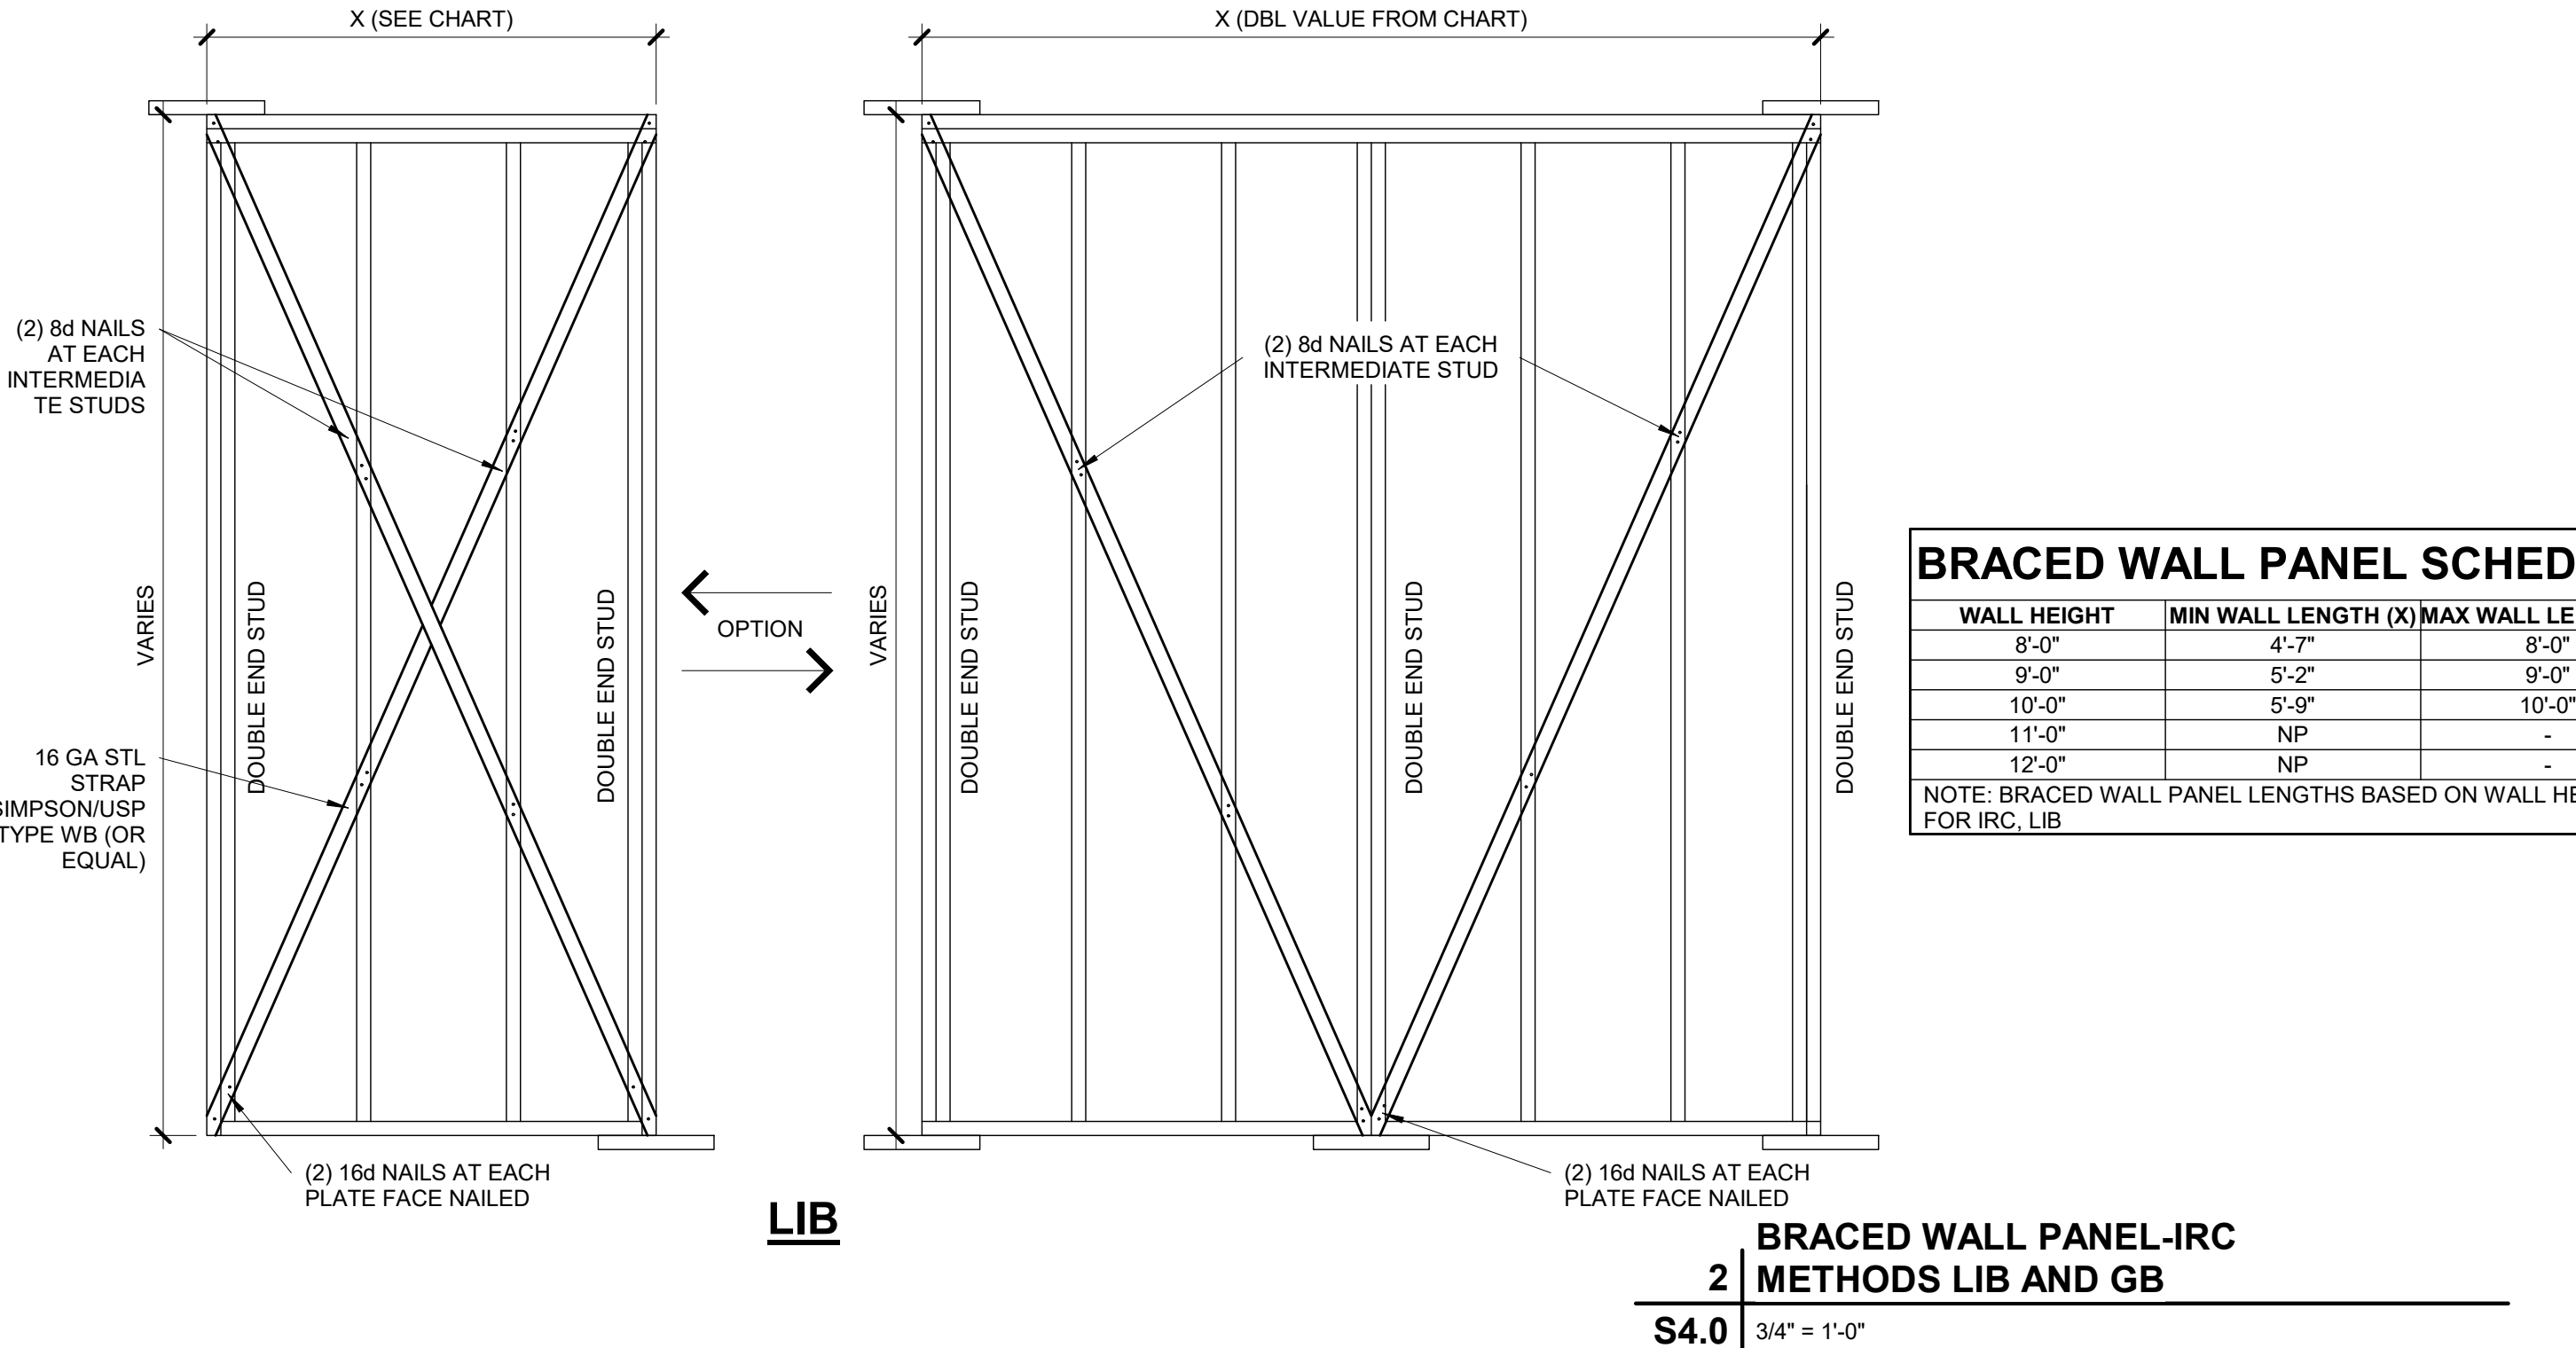 X (SEE CHART)
X (DBL VALUE FROM CHART)
(2) 8d NAILS
AT EACH
INTERMEDIA
TE STUDS
(2) 8d NAILS AT EACH
INTERMEDIATE STUD
VARIES
DOUBLE END STUD
DOUBLE END STUD
OPTION
VARIES
DOUBLE END STUD
DOUBLE END STUD
DOUBLE END STUD
16 GA STL
STRAP
SIMPSON/USP
TYPE WB (OR
EQUAL)
(2) 16d NAILS AT EACH
PLATE FACE NAILED
(2) 16d NAILS AT EACH
PLATE FACE NAILED
LIB
BRACED WALL PANEL SCHED
WALL HEIGHT MIN WALL LENGTH (X) MAX WALL LE
8'-0" 4'-7" 8'-0"
9'-0" 5'-2" 9'-0"
10'-0" 5'-9" 10'-0"
11'-0" NP -
12'-0" NP -
NOTE: BRACED WALL PANEL LENGTHS BASED ON WALL HE
FOR IRC, LIB
BRACED WALL PANEL-IRC
2 METHODS LIB AND GB
S4.0 3/4" = 1'-0"